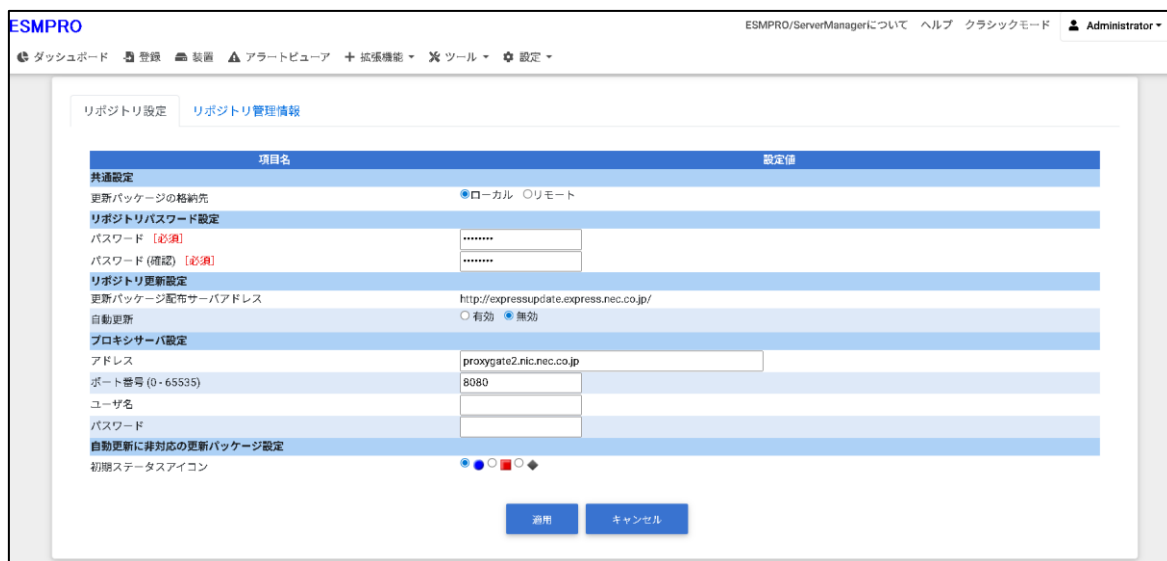 ESMPRO
ESMPRO/ServerManagerについて ヘルプ クラシックモード Administrator
ダッシュボード 登録 装置 アラートビューア 拡張機能 ツール 設定
リポジトリ設定 リポジトリ管理情報
項目名 設定値
共通設定
更新パッケージの格納先 ローカル リモート
リポジトリパスワード設定
パスワード [必須] ••••••••
パスワード (確認) [必須] ••••••••
リポジトリ更新設定
更新パッケージ配布サーバアドレス http://expressupdate.express.nec.co.jp/
自動更新 有効 無効
プロキシサーバ設定
アドレス proxygate2.nic.nec.co.jp
ポート番号 (0 - 65535) 8080
ユーザ名
パスワード
自動更新に非対応の更新パッケージ設定
初期ステータスアイコン
適用 キャンセル